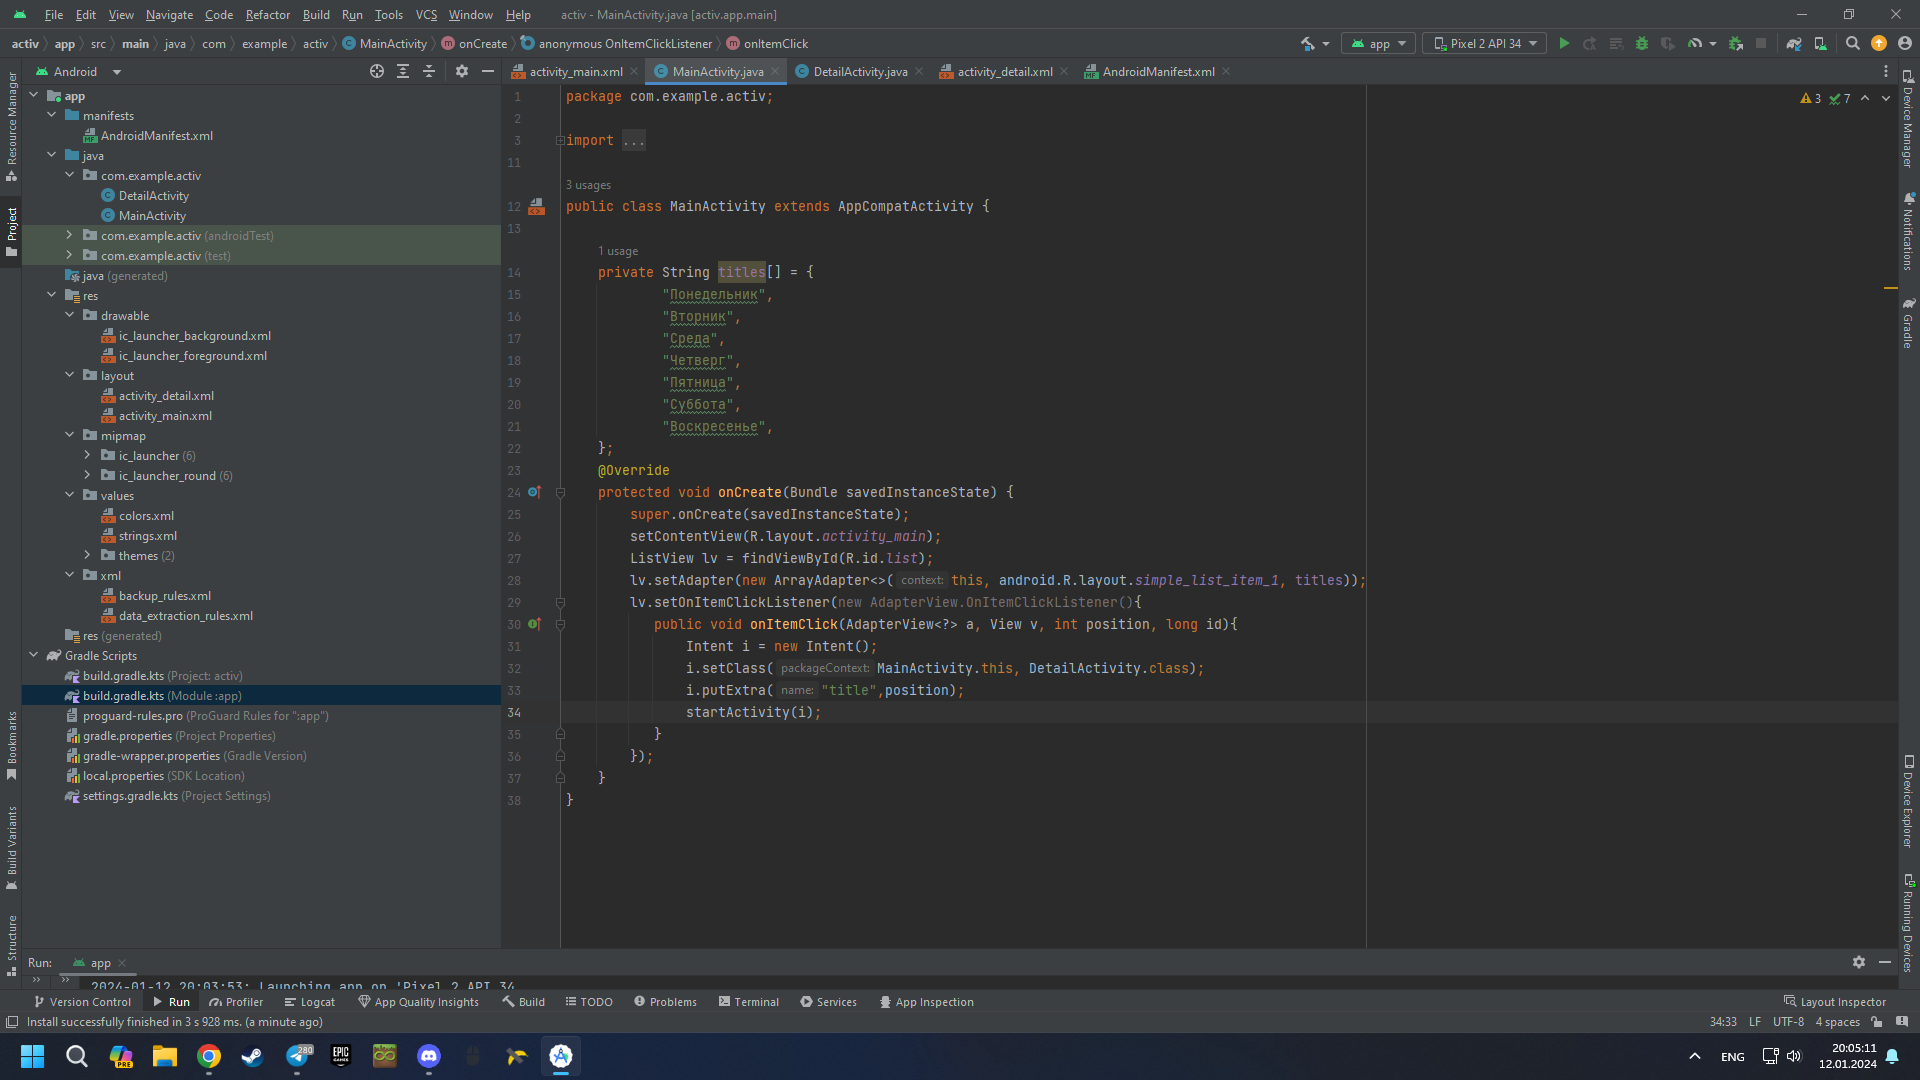 File Edit View Navigate Code Refactor Build Run Tools VCS Window Help activ - MainActivity.java [activ.app.main]
activ app src main java com example activ MainActivity onCreate anonymous OnItemClickListener onItemClick app Pixel 2 API 34
Android activity_main.xml MainActivity.java DetailActivity.java activity_detail.xml AndroidManifest.xml
Resource Manager
Project
Bookmarks
Build Variants
Structure
app
manifests
AndroidManifest.xml
java
com.example.activ
DetailActivity
MainActivity
com.example.activ (androidTest)
com.example.activ (test)
java (generated)
res
drawable
ic_launcher_background.xml
ic_launcher_foreground.xml
layout
activity_detail.xml
activity_main.xml
mipmap
ic_launcher (6)
ic_launcher_round (6)
values
colors.xml
strings.xml
themes (2)
xml
backup_rules.xml
data_extraction_rules.xml
res (generated)
Gradle Scripts
build.gradle.kts (Project: activ)
build.gradle.kts (Module :app)
proguard-rules.pro (ProGuard Rules for ":app")
gradle.properties (Project Properties)
gradle-wrapper.properties (Gradle Version)
local.properties (SDK Location)
settings.gradle.kts (Project Settings)
3 7
1 package com.example.activ;
2
3 import ...
11
3 usages
12 public class MainActivity extends AppCompatActivity {
13
1 usage
14 private String titles[] = {
15 "Понедельник",
16 "Вторник",
17 "Среда",
18 "Четверг",
19 "Пятница",
20 "Суббота",
21 "Воскресенье",
22 };
23 @Override
24 protected void onCreate(Bundle savedInstanceState) {
25 super.onCreate(savedInstanceState);
26 setContentView(R.layout.activity_main);
27 ListView lv = findViewById(R.id.list);
28 lv.setAdapter(new ArrayAdapter<>( context: this, android.R.layout.simple_list_item_1, titles));
29 lv.setOnItemClickListener(new AdapterView.OnItemClickListener(){
30 public void onItemClick(AdapterView<?> a, View v, int position, long id){
31 Intent i = new Intent();
32 i.setClass( packageContext: MainActivity.this, DetailActivity.class);
33 i.putExtra( name: "title",position);
34 startActivity(i);
35 }
36 });
37 }
38 }
Device Manager
Notifications
Gradle
Device Explorer
Running Devices
Run: app
2024-01-12 20:03:53: Launching app on 'Pixel 2 API 34
Version Control Run Profiler Logcat App Quality Insights Build TODO Problems Terminal Services App Inspection Layout Inspector
Install successfully finished in 3 s 928 ms. (a minute ago) 34:33 LF UTF-8 4 spaces
PRE 280 EPIC GAMES ENG 20:05:11
12.01.2024